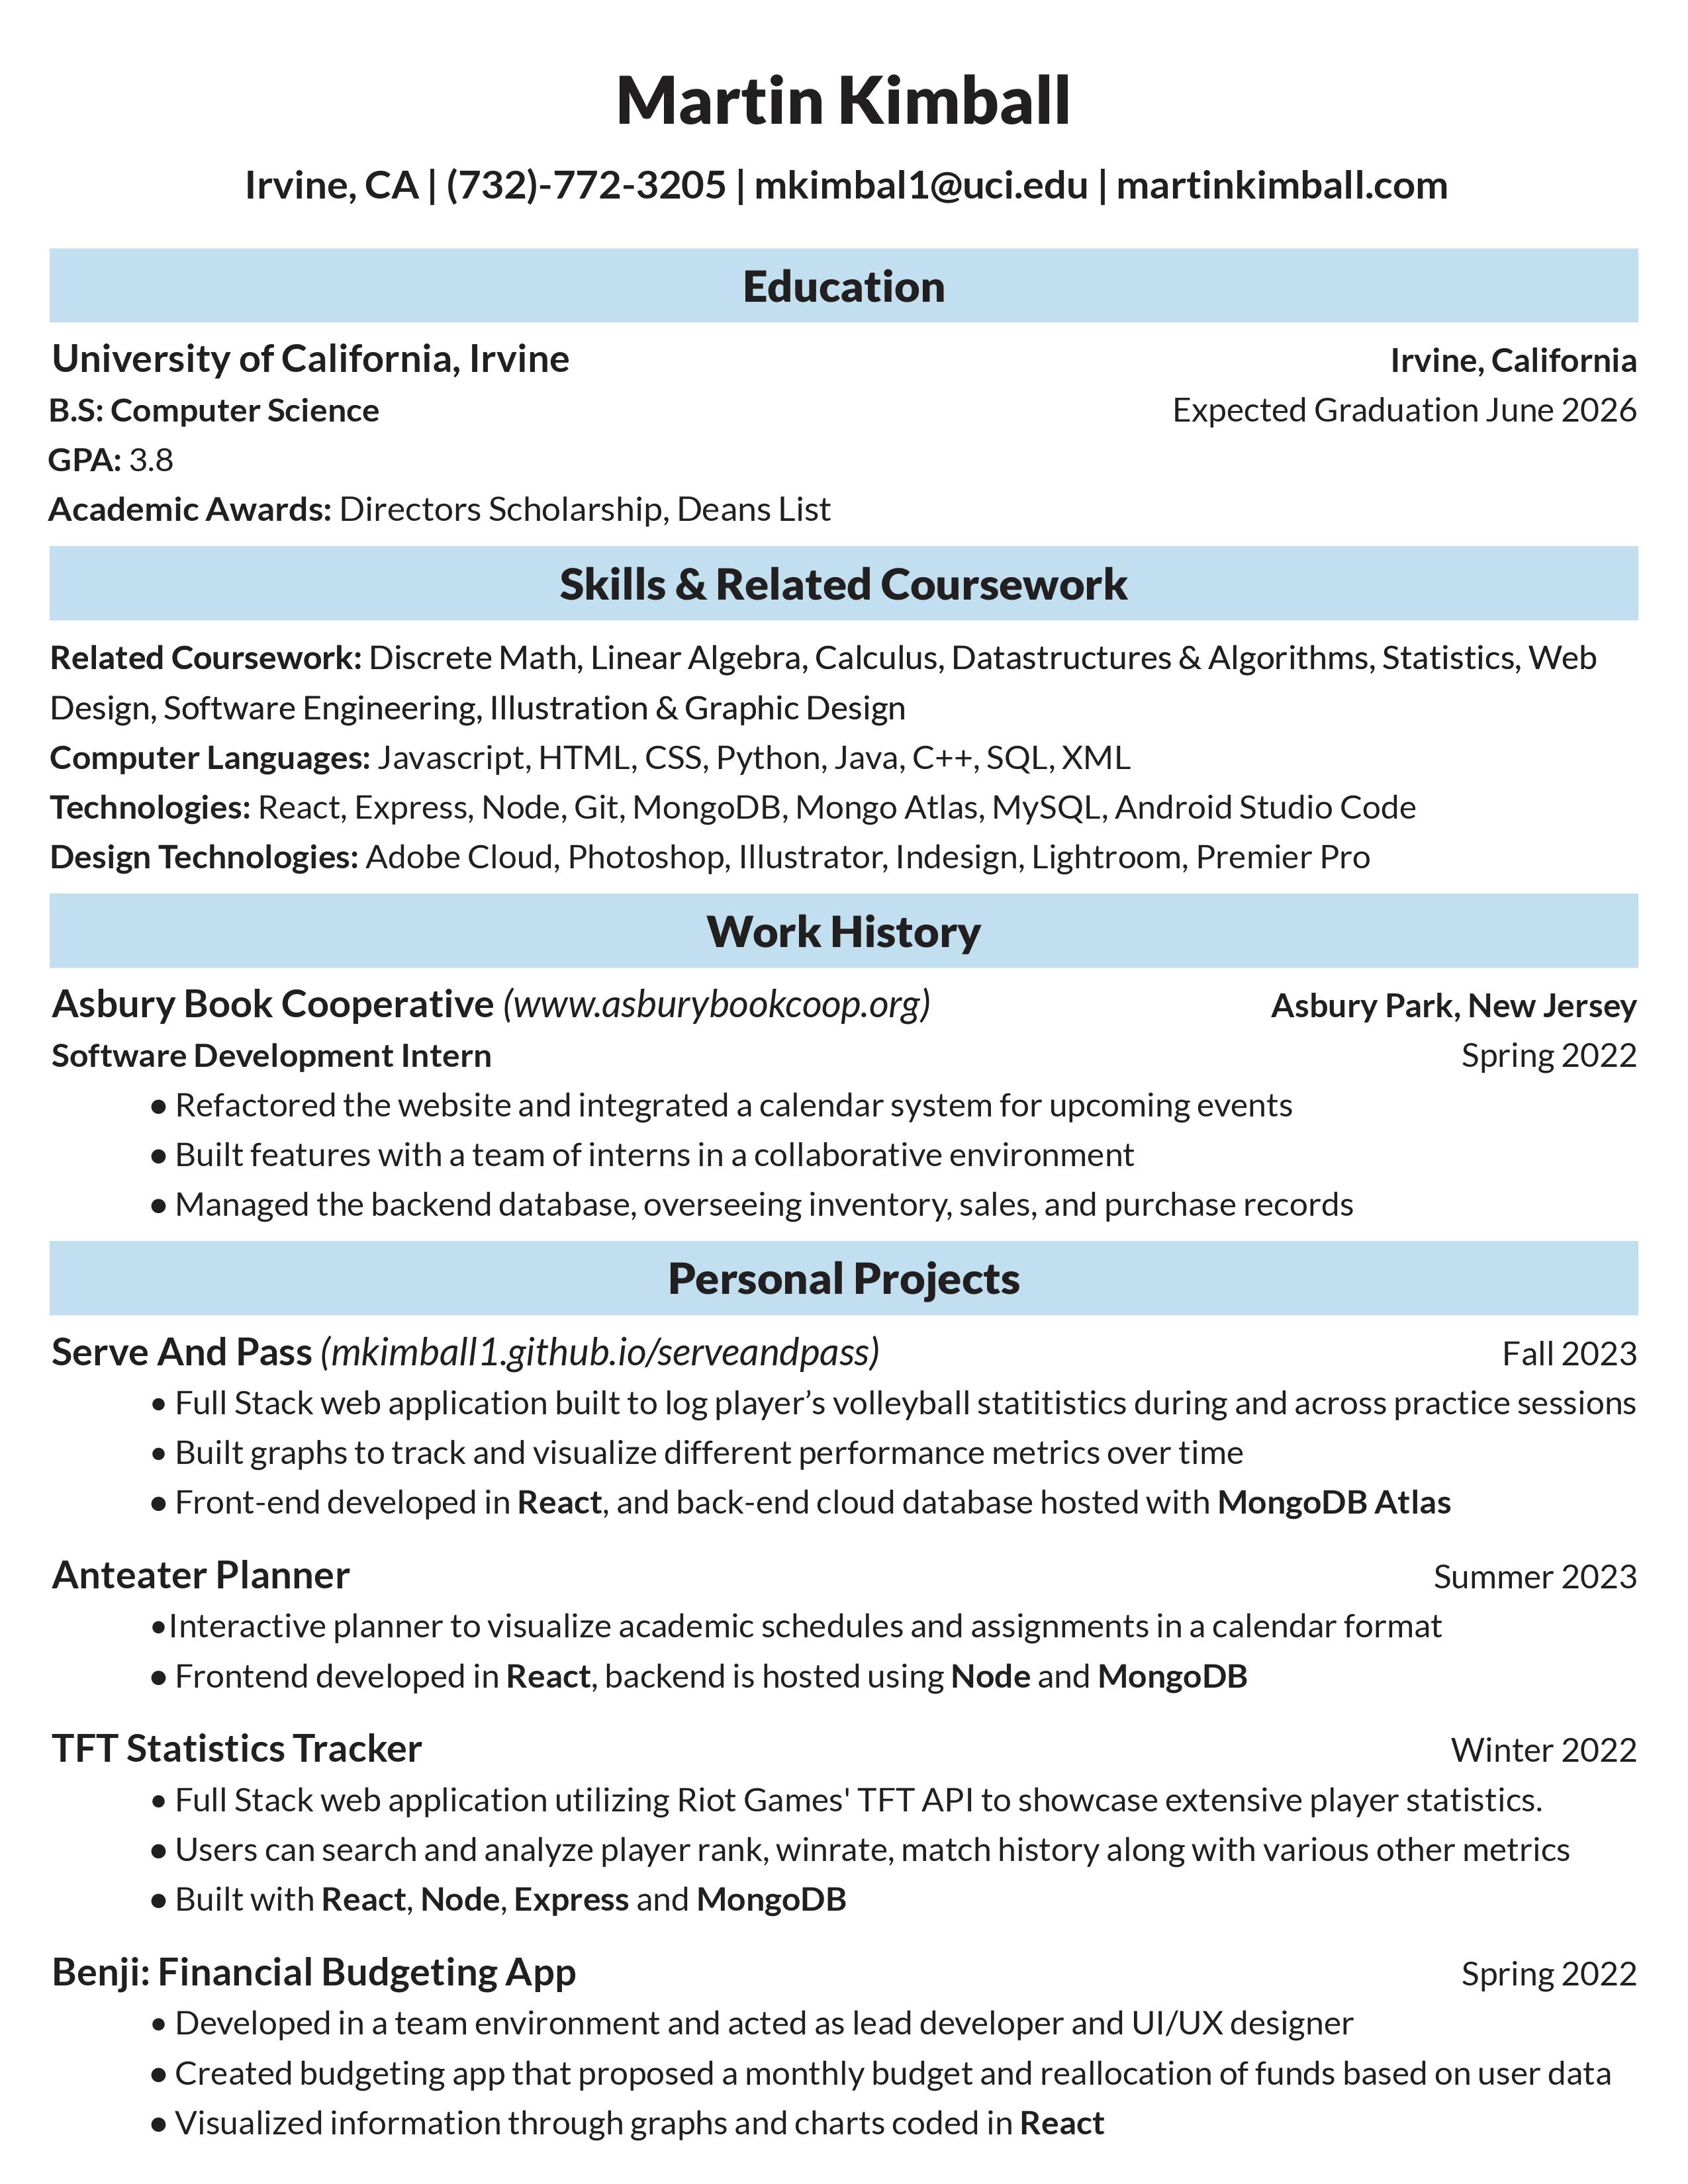 Martin Kimball
Irvine, CA | (732)-772-3205 | mkimbal1@uci.edu | martinkimball.com
Education
University of California, Irvine Irvine, California
B.S: Computer Science Expected Graduation June 2026
GPA: 3.8
Academic Awards: Directors Scholarship, Deans List
Skills & Related Coursework
Related Coursework: Discrete Math, Linear Algebra, Calculus, Datastructures & Algorithms, Statistics, Web
Design, Software Engineering, Illustration & Graphic Design
Computer Languages: Javascript, HTML, CSS, Python, Java, C++, SQL, XML
Technologies: React, Express, Node, Git, MongoDB, Mongo Atlas, MySQL, Android Studio Code
Design Technologies: Adobe Cloud, Photoshop, Illustrator, Indesign, Lightroom, Premier Pro
Work History
Asbury Book Cooperative (www.asburybookcoop.org) Asbury Park, New Jersey
Software Development Intern Spring 2022
• Refactored the website and integrated a calendar system for upcoming events
• Built features with a team of interns in a collaborative environment
• Managed the backend database, overseeing inventory, sales, and purchase records
Personal Projects
Serve And Pass (mkimball1.github.io/serveandpass) Fall 2023
• Full Stack web application built to log player’s volleyball statitistics during and across practice sessions
• Built graphs to track and visualize different performance metrics over time
• Front-end developed in React, and back-end cloud database hosted with MongoDB Atlas
Anteater Planner Summer 2023
•Interactive planner to visualize academic schedules and assignments in a calendar format
• Frontend developed in React, backend is hosted using Node and MongoDB
TFT Statistics Tracker Winter 2022
• Full Stack web application utilizing Riot Games' TFT API to showcase extensive player statistics.
• Users can search and analyze player rank, winrate, match history along with various other metrics
• Built with React, Node, Express and MongoDB
Benji: Financial Budgeting App Spring 2022
• Developed in a team environment and acted as lead developer and UI/UX designer
• Created budgeting app that proposed a monthly budget and reallocation of funds based on user data
• Visualized information through graphs and charts coded in React